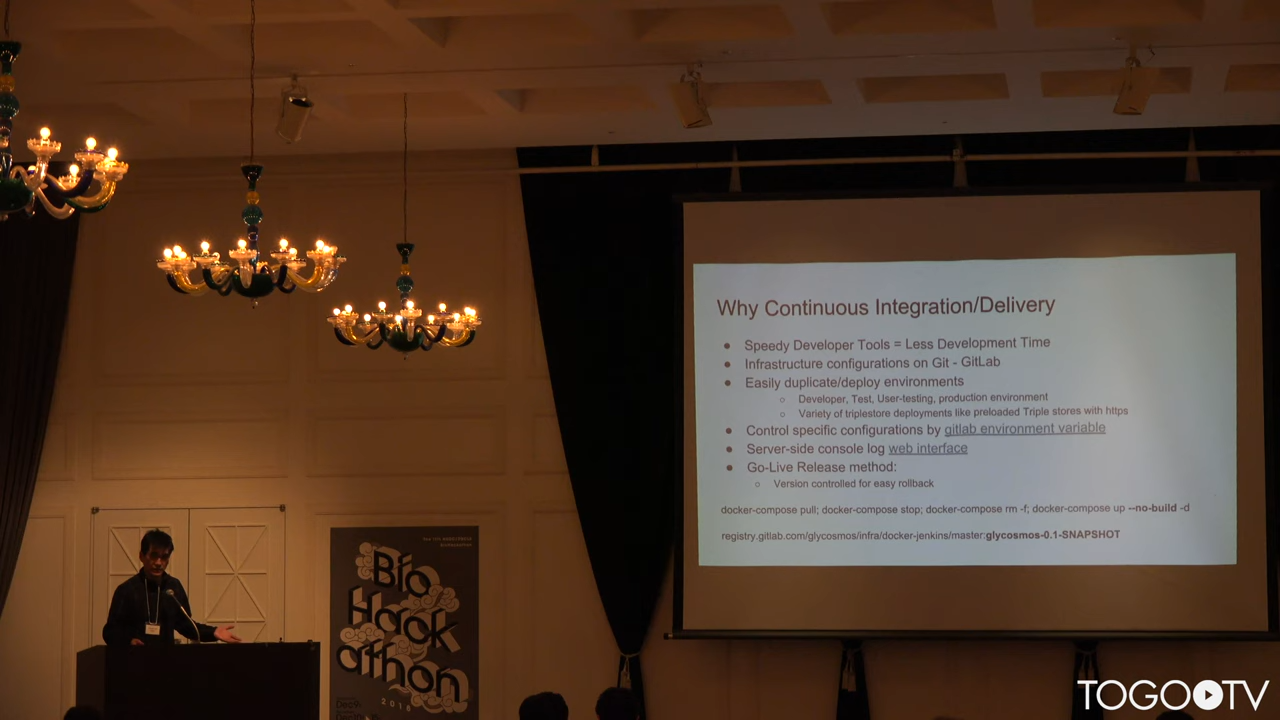 Why Continuous Integration/Delivery
● Speedy Developer Tools = Less Development Time
● Infrastructure configurations on Git - GitLab
● Easily duplicate/deploy environments
○ Developer, Test, User-testing, production environment
○ Variety of triplestore deployments like preloaded Triple stores with https
● Control specific configurations by gitlab environment variable
● Server-side console log web interface
● Go-Live Release method:
○ Version controlled for easy rollback
docker-compose pull; docker-compose stop; docker-compose rm -f; docker-compose up --no-build -d
registry.gitlab.com/glycosmos/infra/docker-jenkins/master:glycosmos-0.1-SNAPSHOT
Bio
Hack
athon
2018
TOGOTV